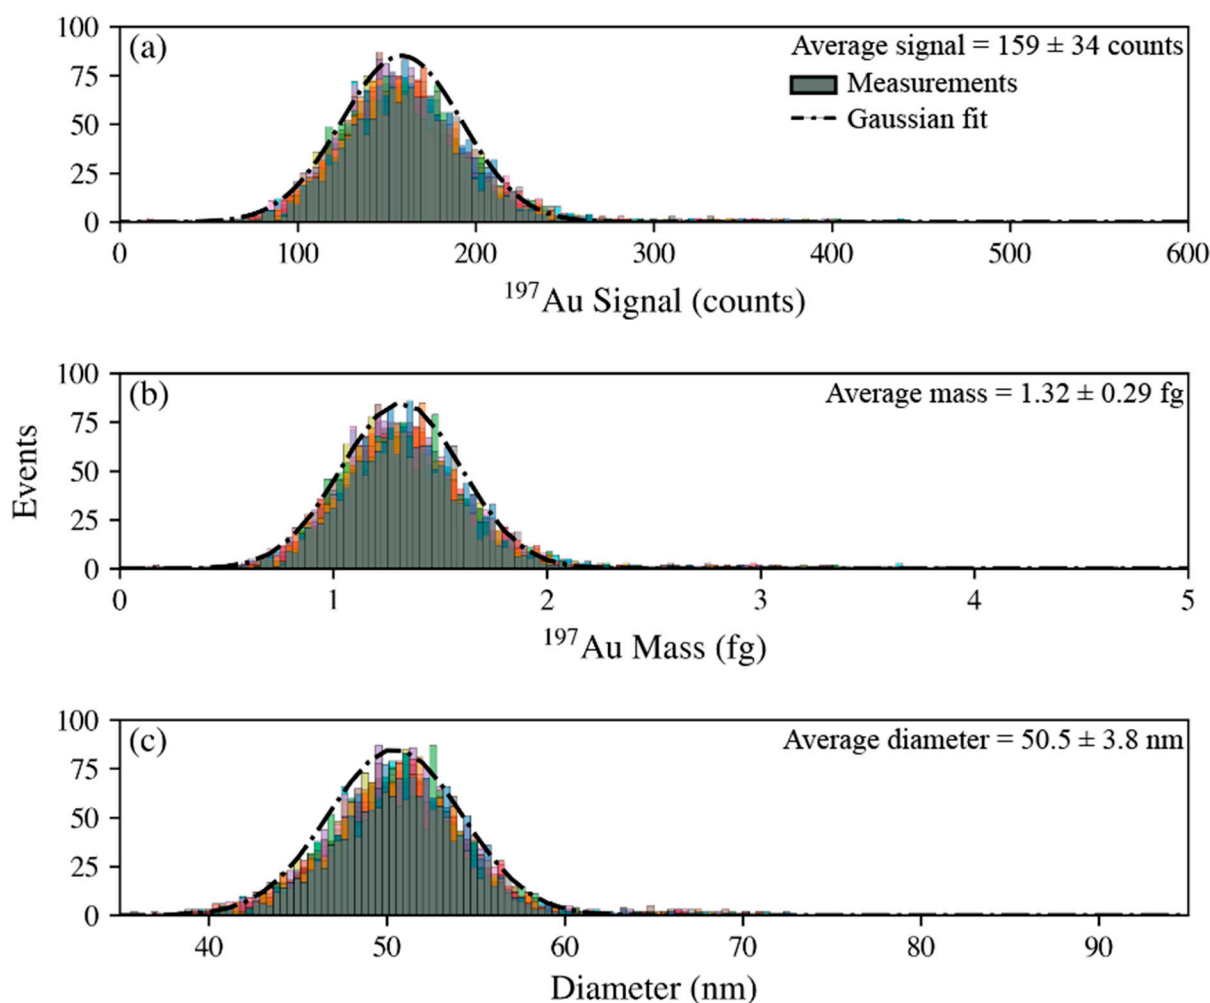 (a)
Average signal = 159 ± 34 counts
Measurements
Gaussian fit
100
75
50
25
0
0 100 200 300 400 500 600
¹⁹⁷Au Signal (counts)
(b)
Average mass = 1.32 ± 0.29 fg
100
75
50
25
0
0 1 2 3 4 5
¹⁹⁷Au Mass (fg)
Events
(c)
Average diameter = 50.5 ± 3.8 nm
100
75
50
25
0
40 50 60 70 80 90
Diameter (nm)